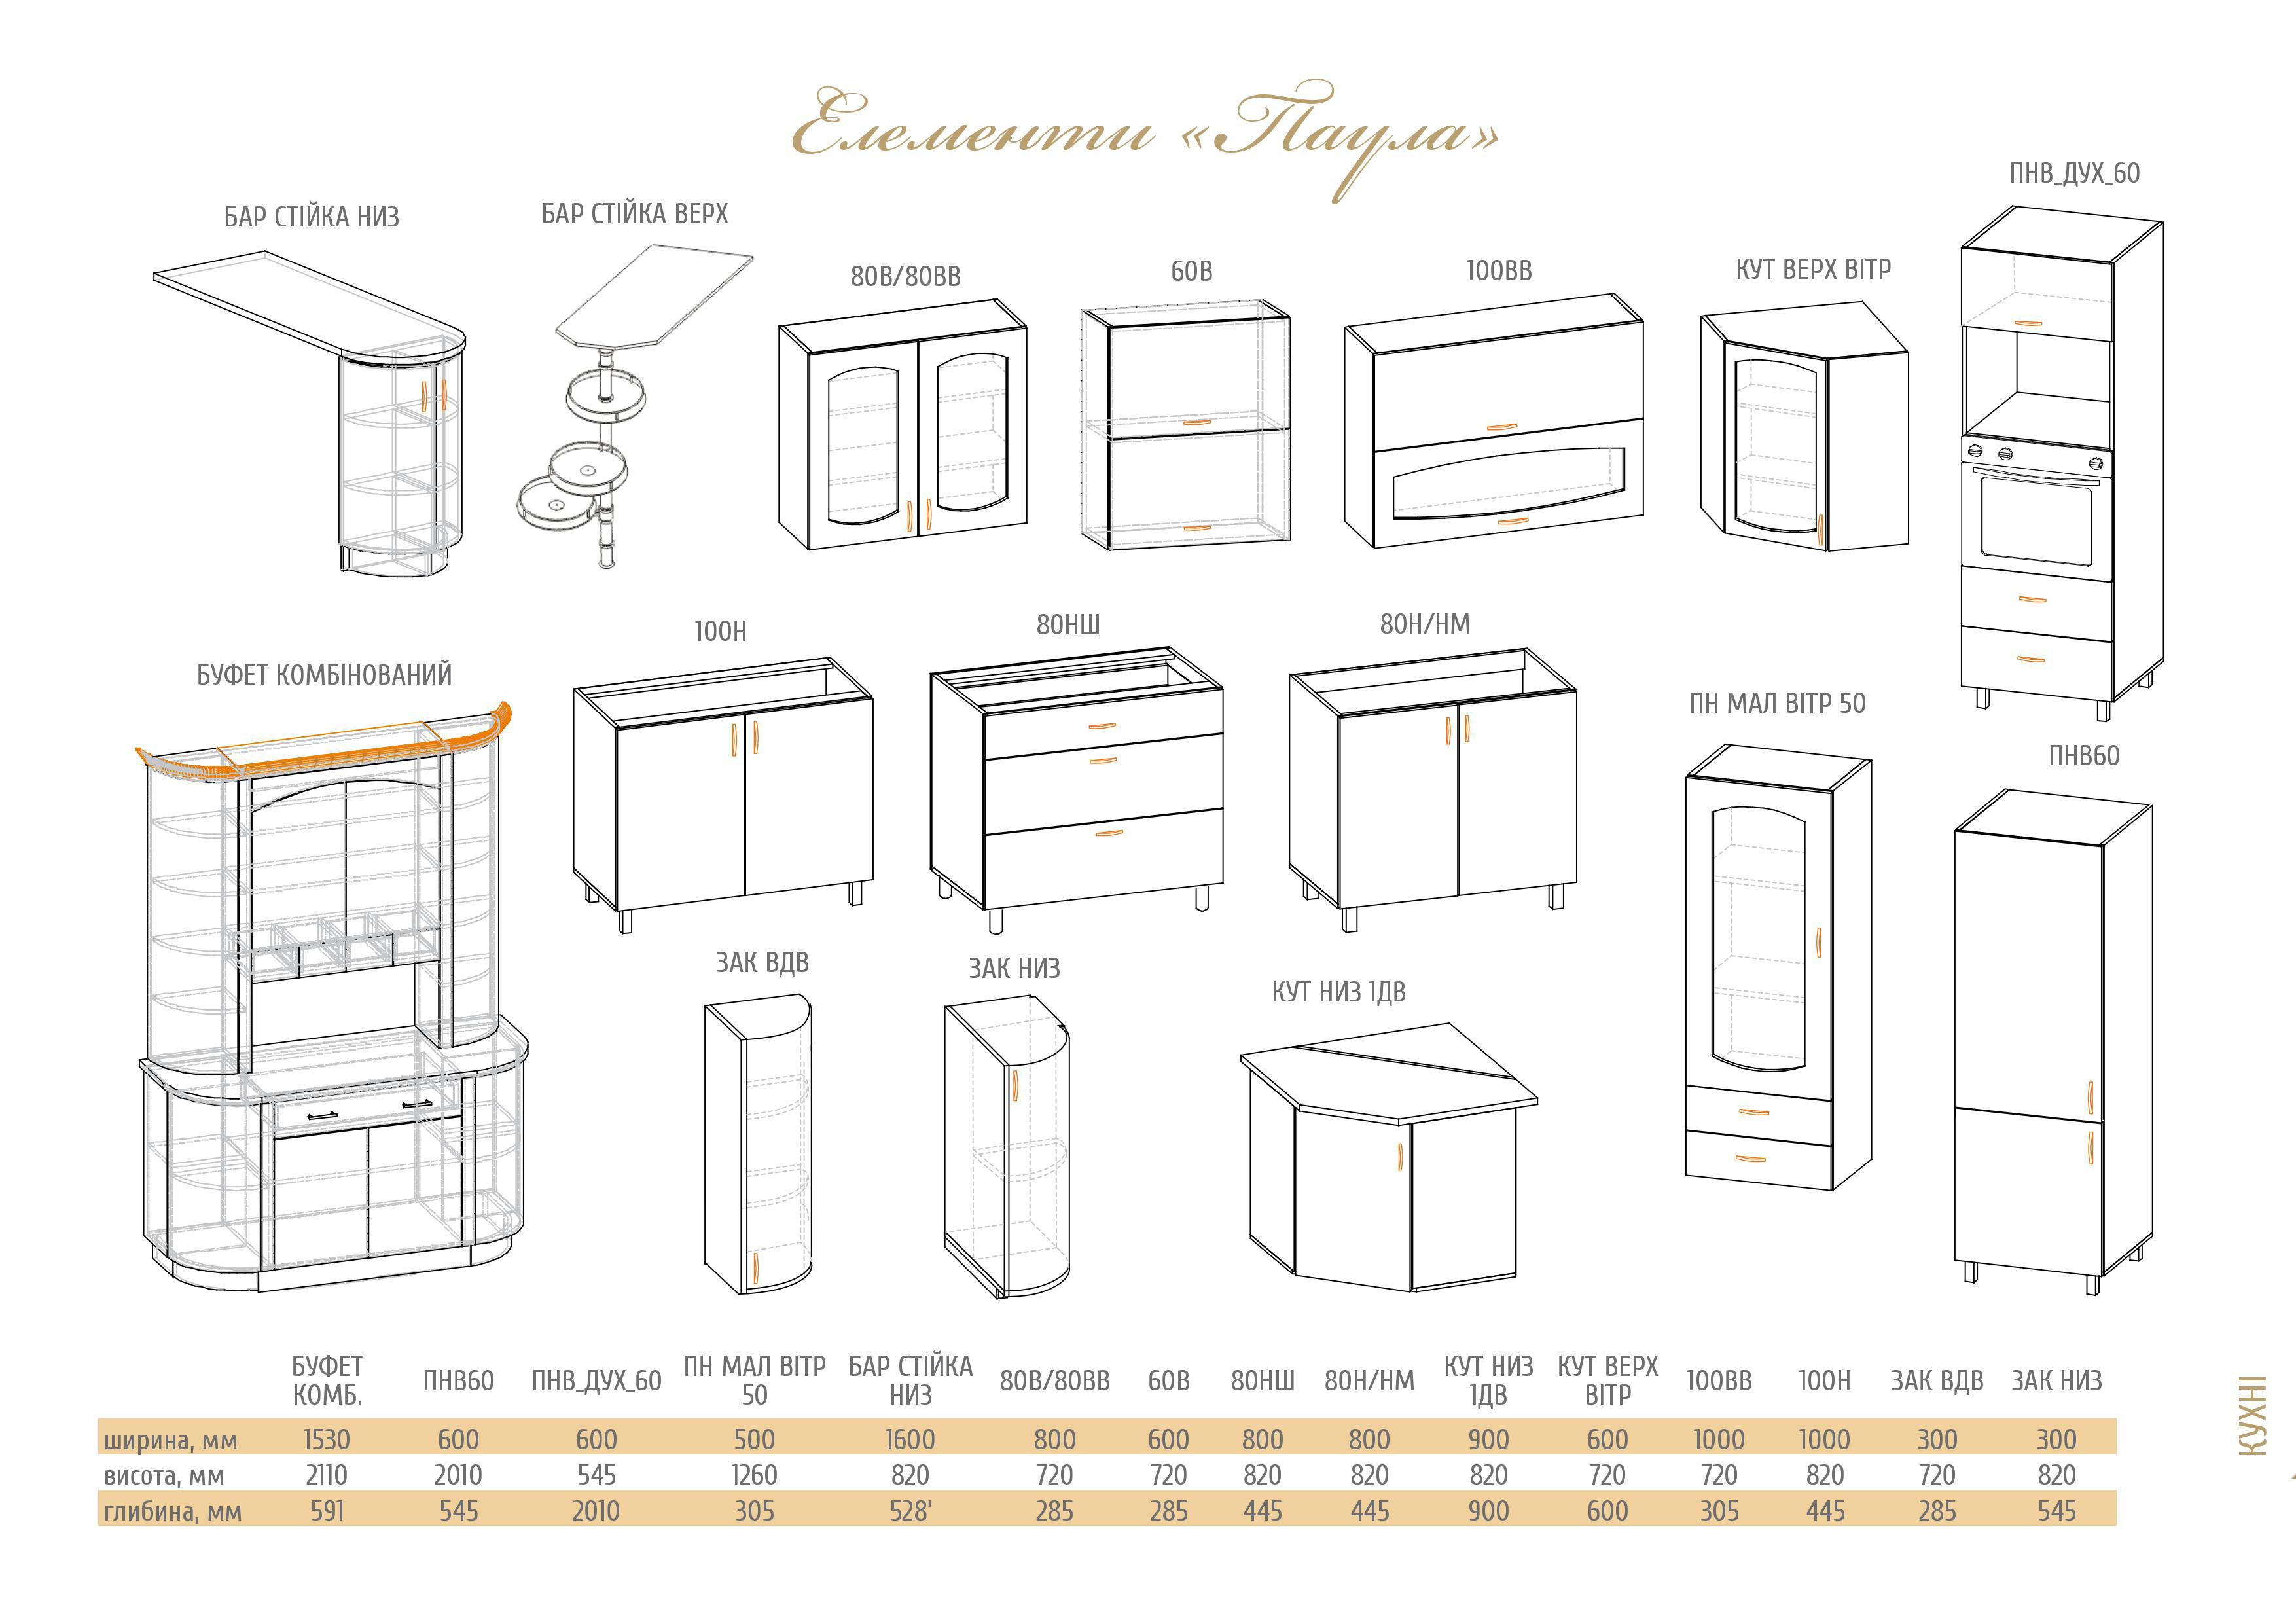 Елементи «Паула»
ПНВ_ДУХ_60
БАР СТІЙКА НИЗ
БАР СТІЙКА ВЕРХ
80В/80ВВ
60В
100ВВ
КУТ ВЕРХ ВІТР
100Н
80НШ
80Н/НМ
БУФЕТ КОМБІНОВАНИЙ
ПН МАЛ ВІТР 50
ПНВ60
ЗАК ВДВ
ЗАК НИЗ
КУТ НИЗ 1ДВ
БУФЕТ КОМБ. ПНВ60 ПНВ_ДУХ_60 ПН МАЛ ВІТР 50 БАР СТІЙКА НИЗ 80В/80ВВ 60В 80НШ 80Н/НМ КУТ НИЗ 1ДВ КУТ ВЕРХ ВІТР 100ВВ 100Н ЗАК ВДВ ЗАК НИЗ
ширина, мм 1530 600 600 500 1600 800 600 800 800 900 600 1000 1000 300 300
висота, мм 2110 2010 545 1260 820 720 720 820 820 820 720 720 820 720 820
глибина, мм 591 545 2010 305 528' 285 285 445 445 900 600 305 445 285 545
КУХНІ